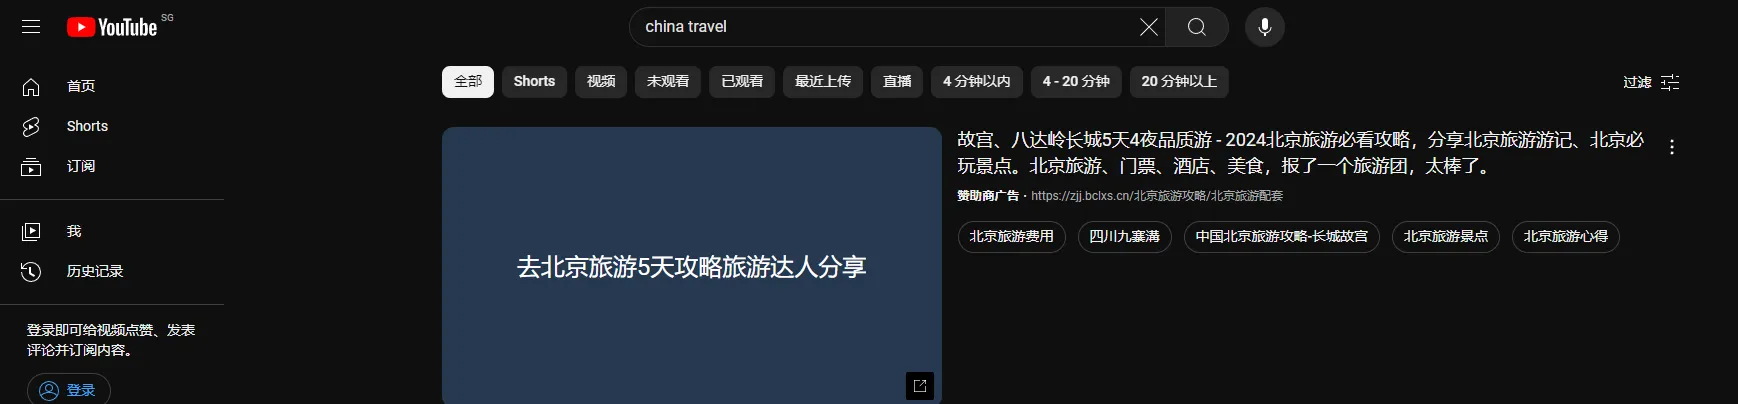 YouTube SG
china travel
全部 Shorts 视频 未观看 已观看 最近上传 直播 4 分钟以内 4 - 20 分钟 20 分钟以上 过滤
首页
Shorts
订阅
我
历史记录
登录即可给视频点赞、发表
评论并订阅内容。
登录
去北京旅游5天攻略旅游达人分享
故宫、八达岭长城5天4夜品质游 - 2024北京旅游必看攻略，分享北京旅游游记、北京必
玩景点。北京旅游、门票、酒店、美食，报了一个旅游团，太棒了。
赞助商广告 · https://zjj.bclxs.cn/北京旅游攻略/北京旅游配套
北京旅游费用 四川九寨溝 中国北京旅游攻略-长城故宫 北京旅游景点 北京旅游心得